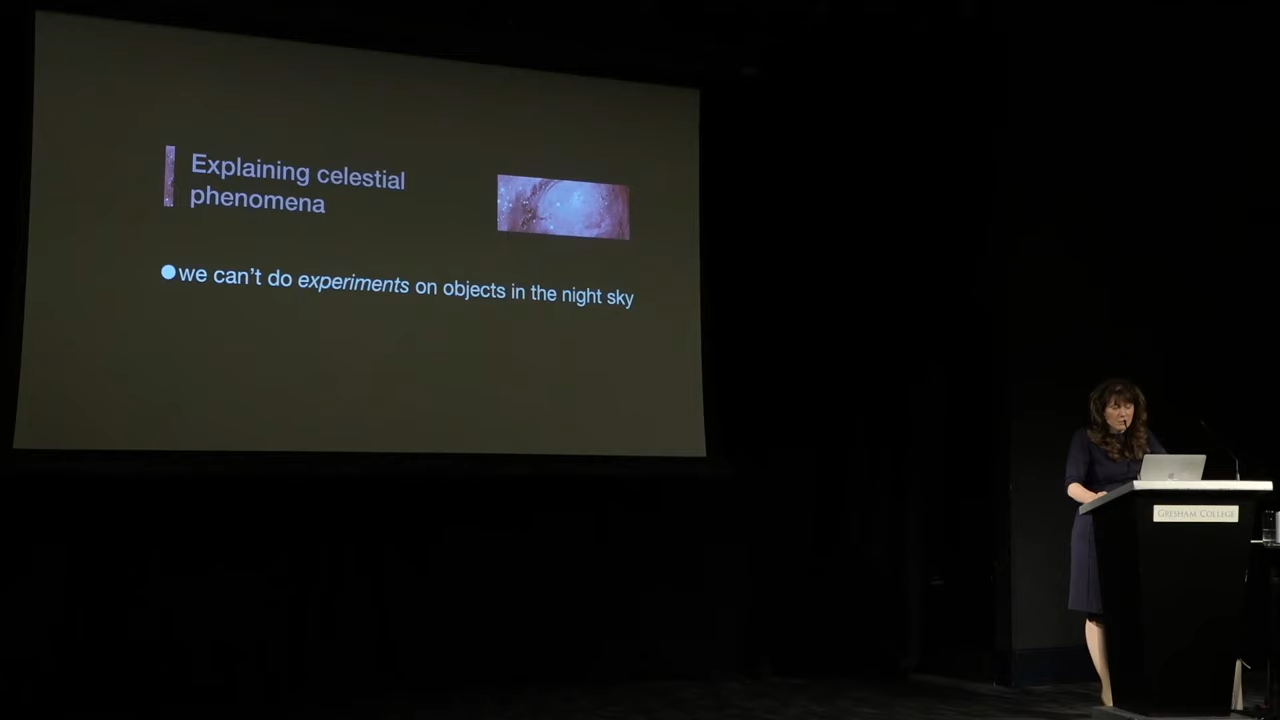 Explaining celestial
phenomena
●we can't do experiments on objects in the night sky
GRESHAM COLLEGE